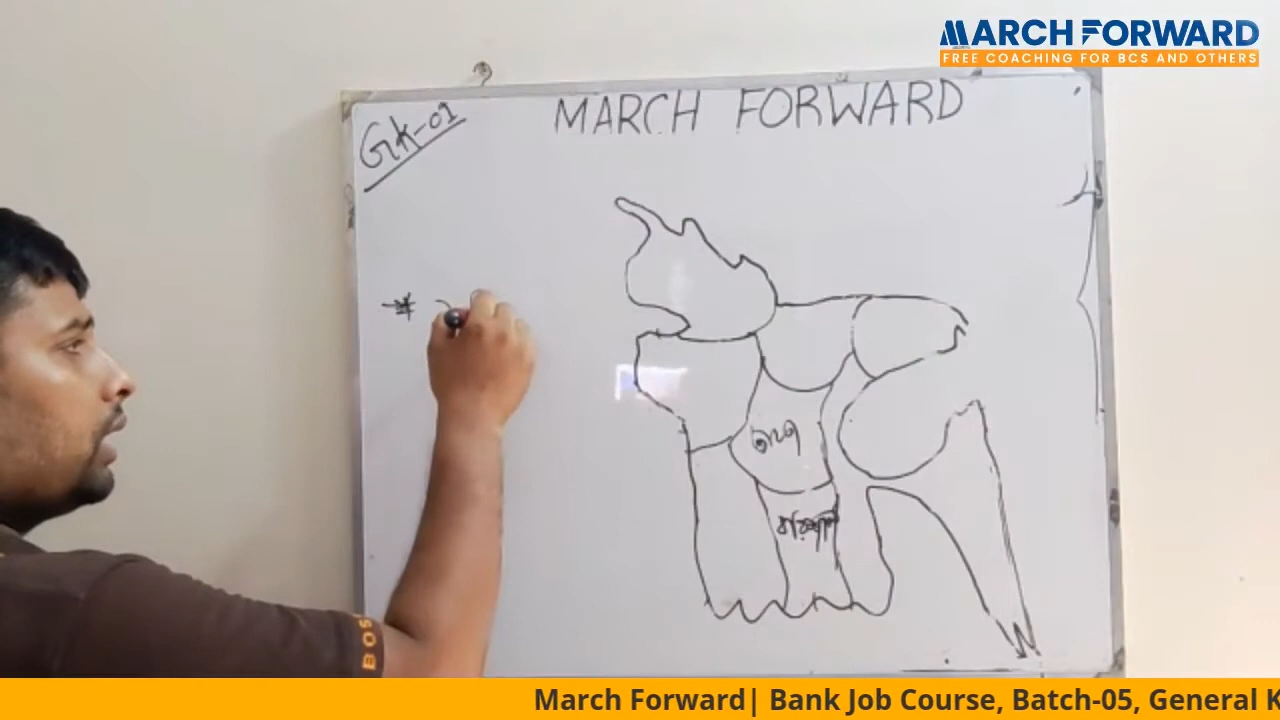 MARCH FORWARD
FREE COACHING FOR BCS AND OTHERS
MARCH FORWARD
GK-01
BOS
March Forward| Bank Job Course, Batch-05, General K